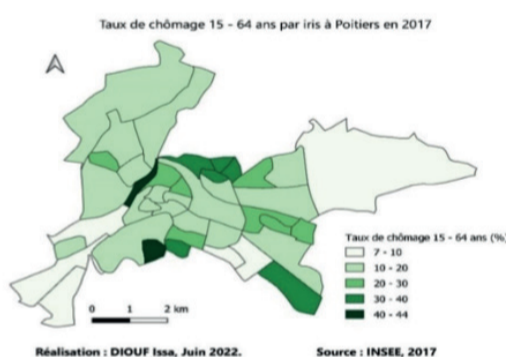 Taux de chômage 15 - 64 ans par iris à Poitiers en 2017
Taux de chômage 15 - 64 ans (%)
7 - 10
10 - 20
20 - 30
30 - 40
40 - 44
0 1 2 km
Réalisation : DIOUF Issa, Juin 2022. Source : INSEE, 2017